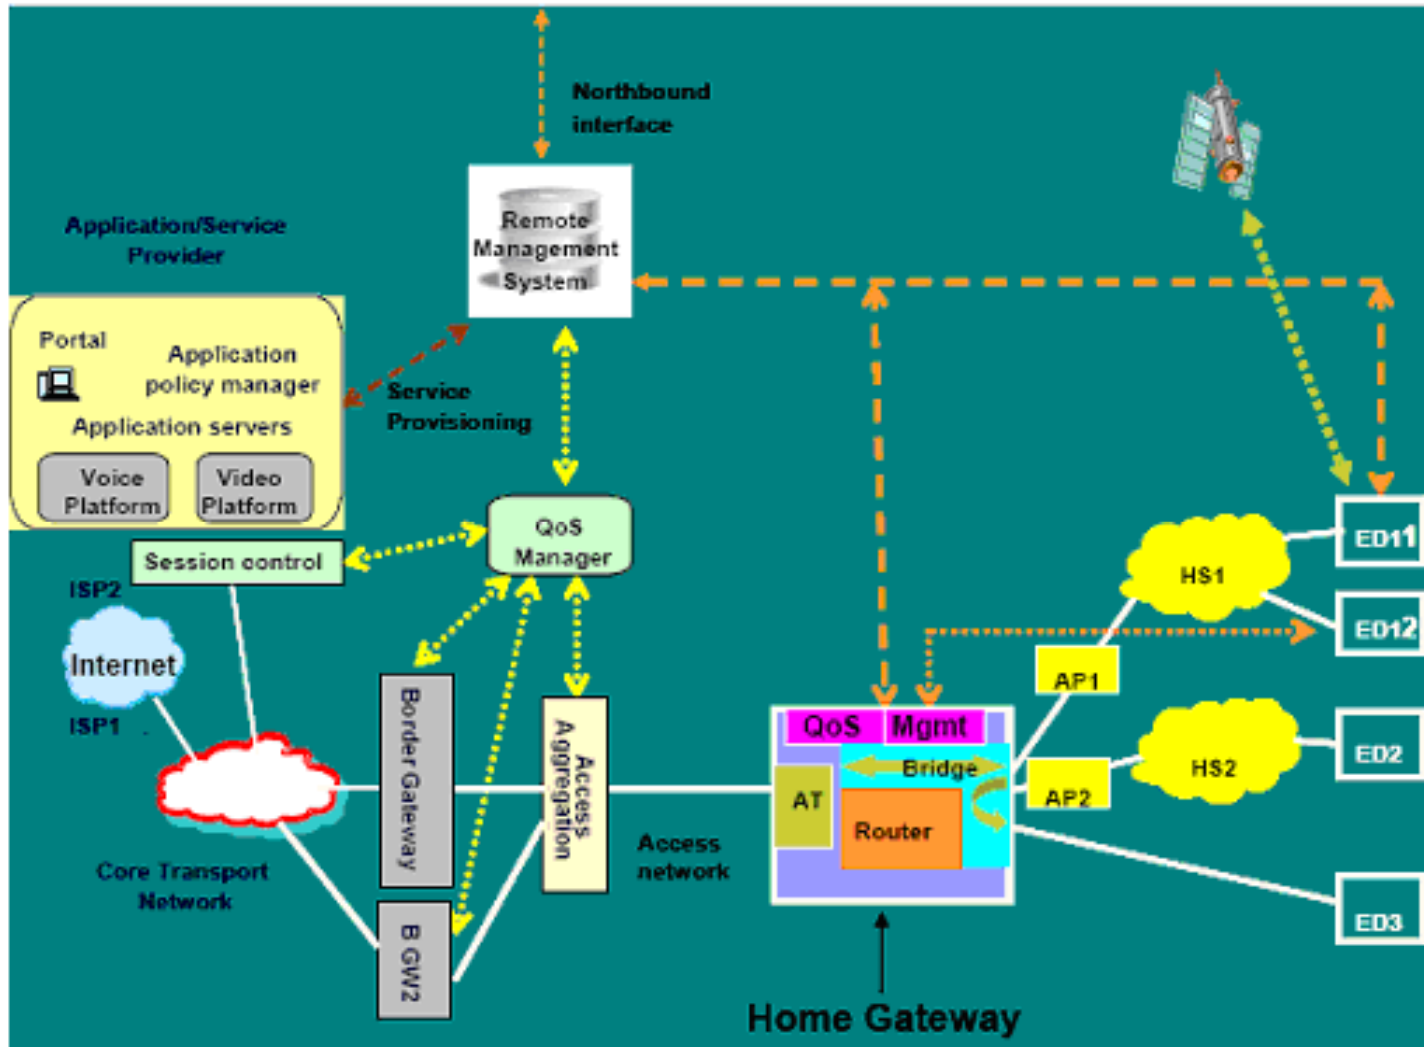 Northbound
interface
Remote
Management
System
Application/Service
Provider
Portal
Application
policy manager
Application servers
Voice
Platform
Video
Platform
Service
Provisioning
QoS
Manager
Session control
ISP2
Internet
ISP1
Core Transport
Network
Border Gateway
B GW2
Access
Aggregation
Access
network
QoS
Mgmt
Bridge
AT
Router
Home Gateway
AP1
AP2
HS1
HS2
ED11
ED12
ED2
ED3